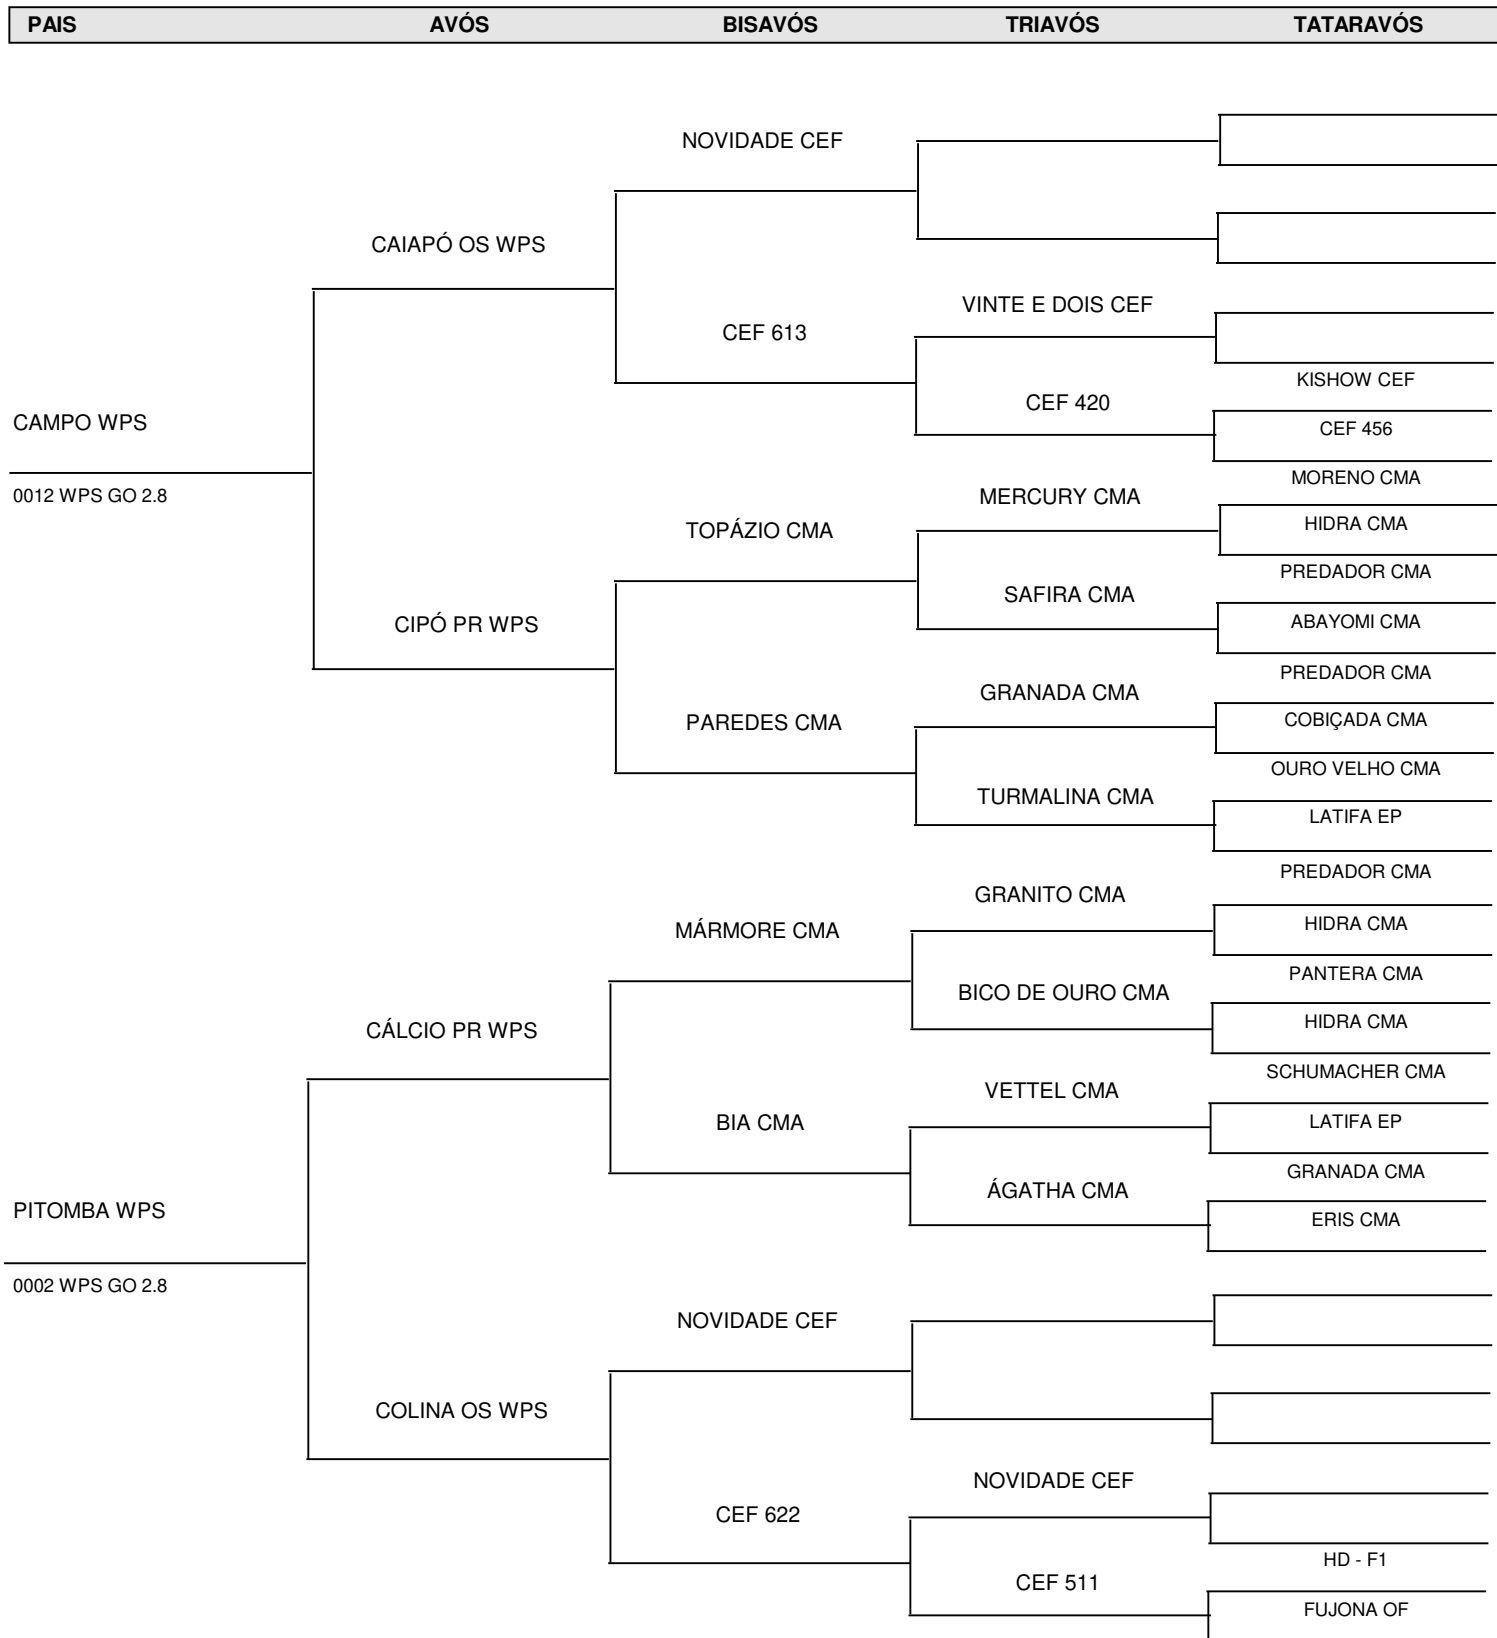 PAIS AVÓS BISAVÓS TRIAVÓS TATARAVÓS
NOVIDADE CEF
CAIAPÓ OS WPS
VINTE E DOIS CEF
CEF 613
KISHOW CEF
CEF 420
CAMPO WPS
CEF 456
MORENO CMA
0012 WPS GO 2.8
MERCURY CMA
HIDRA CMA
TOPÁZIO CMA
PREDADOR CMA
SAFIRA CMA
ABAYOMI CMA
CIPÓ PR WPS
PREDADOR CMA
GRANADA CMA
COBIÇADA CMA
PAREDES CMA
OURO VELHO CMA
TURMALINA CMA
LATIFA EP
PREDADOR CMA
GRANITO CMA
HIDRA CMA
MÁRMORE CMA
PANTERA CMA
BICO DE OURO CMA
HIDRA CMA
CÁLCIO PR WPS
SCHUMACHER CMA
VETTEL CMA
LATIFA EP
BIA CMA
GRANADA CMA
ÁGATHA CMA
PITOMBA WPS
ERIS CMA
0002 WPS GO 2.8
NOVIDADE CEF
COLINA OS WPS
NOVIDADE CEF
CEF 622
HD - F1
CEF 511
FUJONA OF